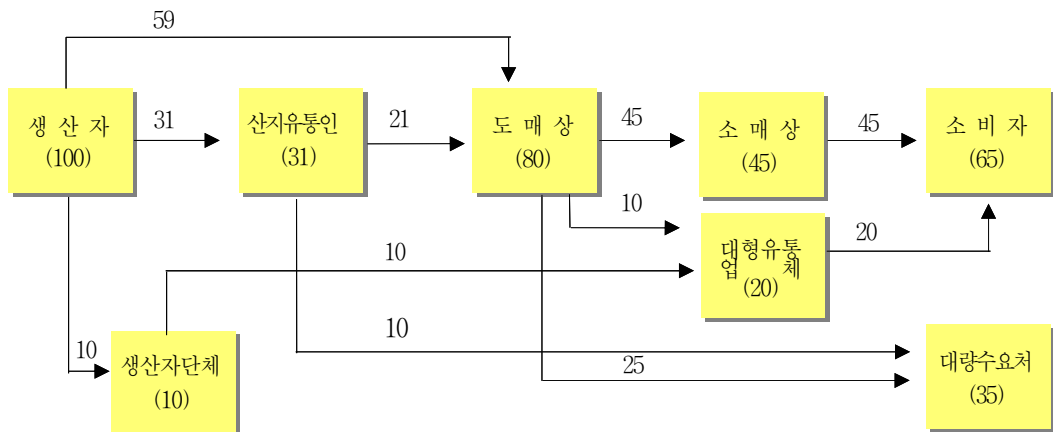 59
생 산 자
(100)
31
산지유통인
(31)
21
도 매 상
(80)
45
소 매 상
(45)
45
소 비 자
(65)
10
대형유통
업 체
(20)
20
10
10
생산자단체
(10)
10
25
대량수요처
(35)